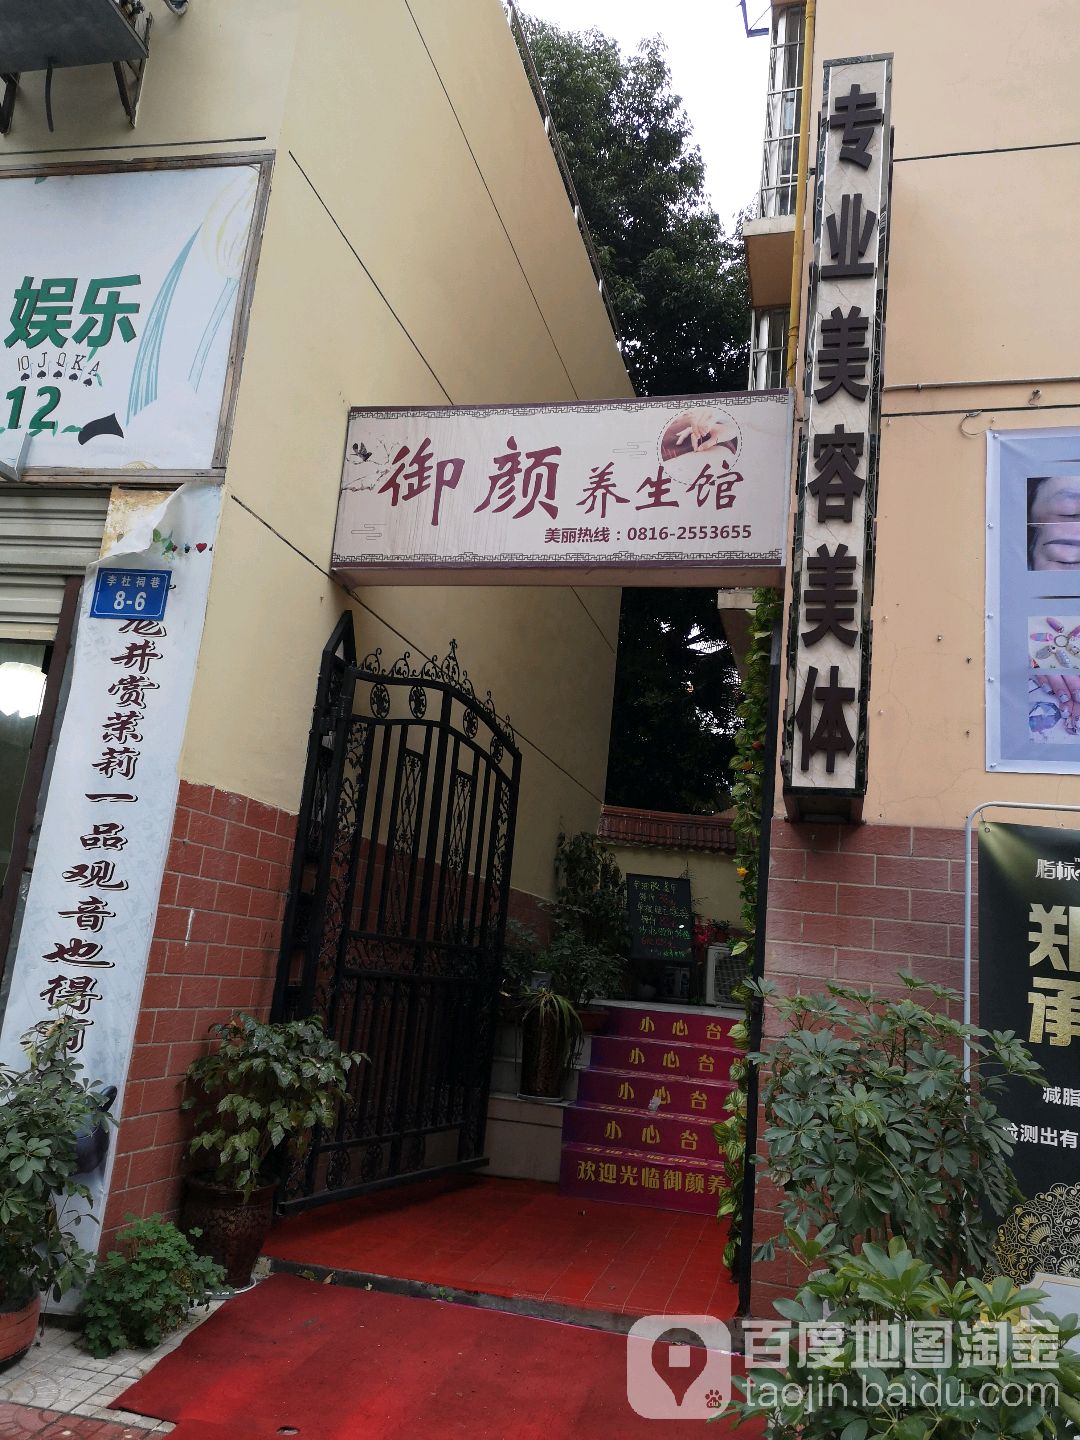 娱乐
10 J Q K A
12
李杜祠巷
8-6
龙井赏茉莉一品观音也得
御颜养生馆
美丽热线：0816-2553655
专业美容美体
小心台
小心台
小心台
小心台
欢迎光临御颜养
脂标
郑
承
减脂
检测出有
百度地图淘金
taojin.baidu.com